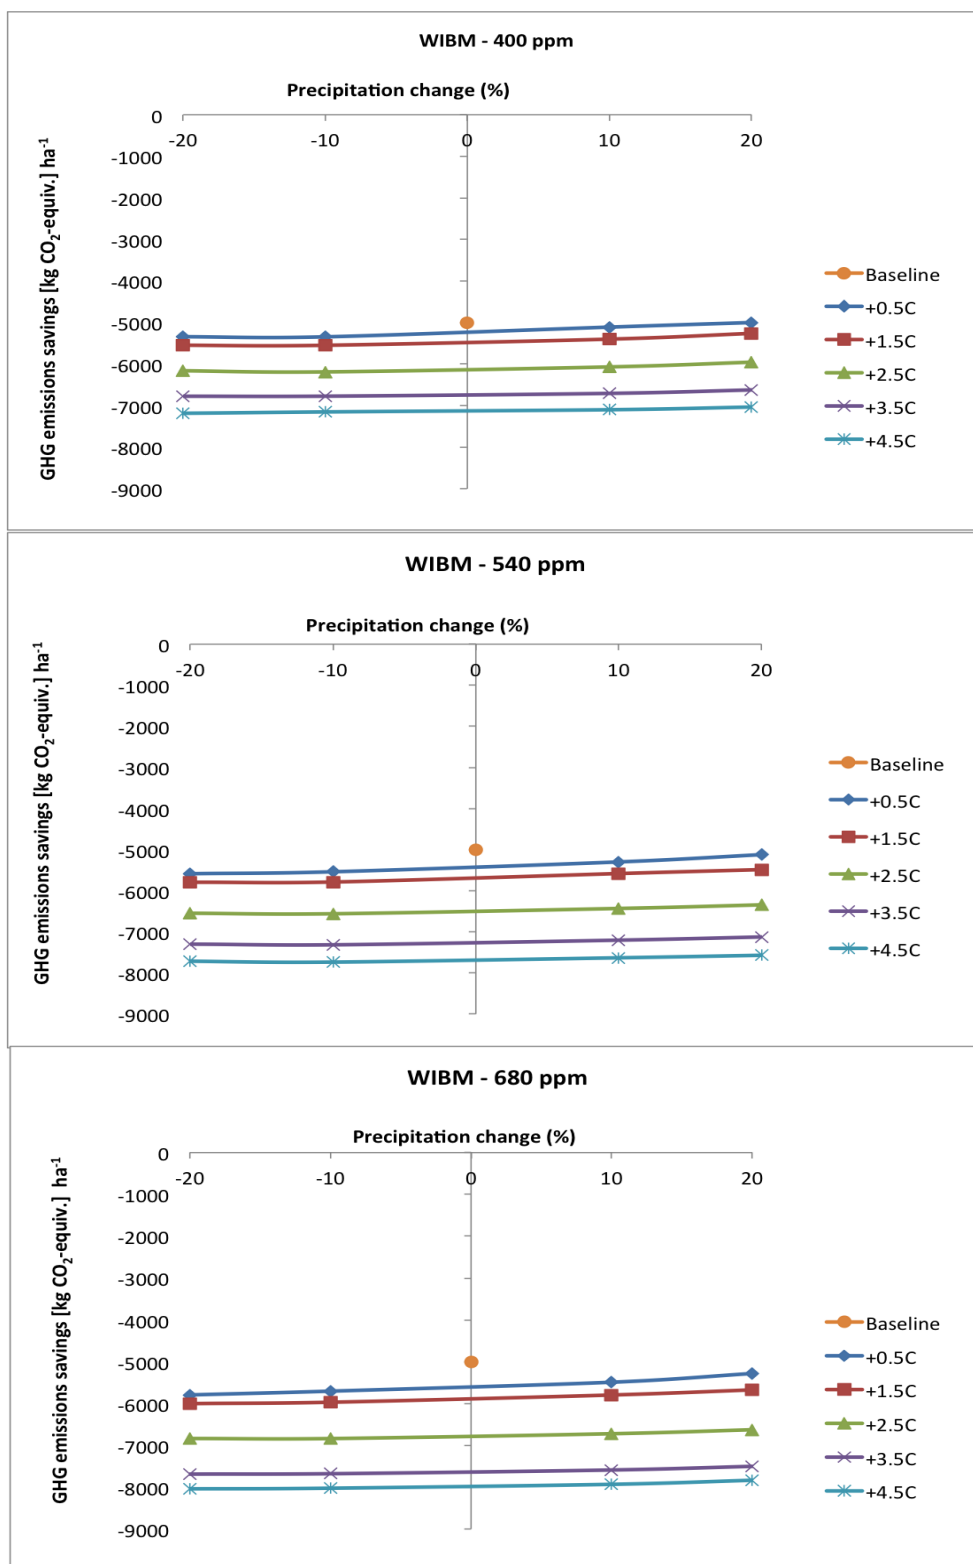 WIBM - 400 ppm
Precipitation change (%)
GHG emissions savings [kg CO2-equiv.] ha-1
0
-1000
-2000
-3000
-4000
-5000
-6000
-7000
-8000
-9000
-20 -10 0 10 20
Baseline
+0.5C
+1.5C
+2.5C
+3.5C
+4.5C
WIBM - 540 ppm
Precipitation change (%)
GHG emissions savings [kg CO2-equiv.] ha-1
0
-1000
-2000
-3000
-4000
-5000
-6000
-7000
-8000
-9000
-20 -10 0 10 20
Baseline
+0.5C
+1.5C
+2.5C
+3.5C
+4.5C
WIBM - 680 ppm
Precipitation change (%)
GHG emissions savings [kg CO2-equiv.] ha-1
0
-1000
-2000
-3000
-4000
-5000
-6000
-7000
-8000
-9000
-20 -10 0 10 20
Baseline
+0.5C
+1.5C
+2.5C
+3.5C
+4.5C